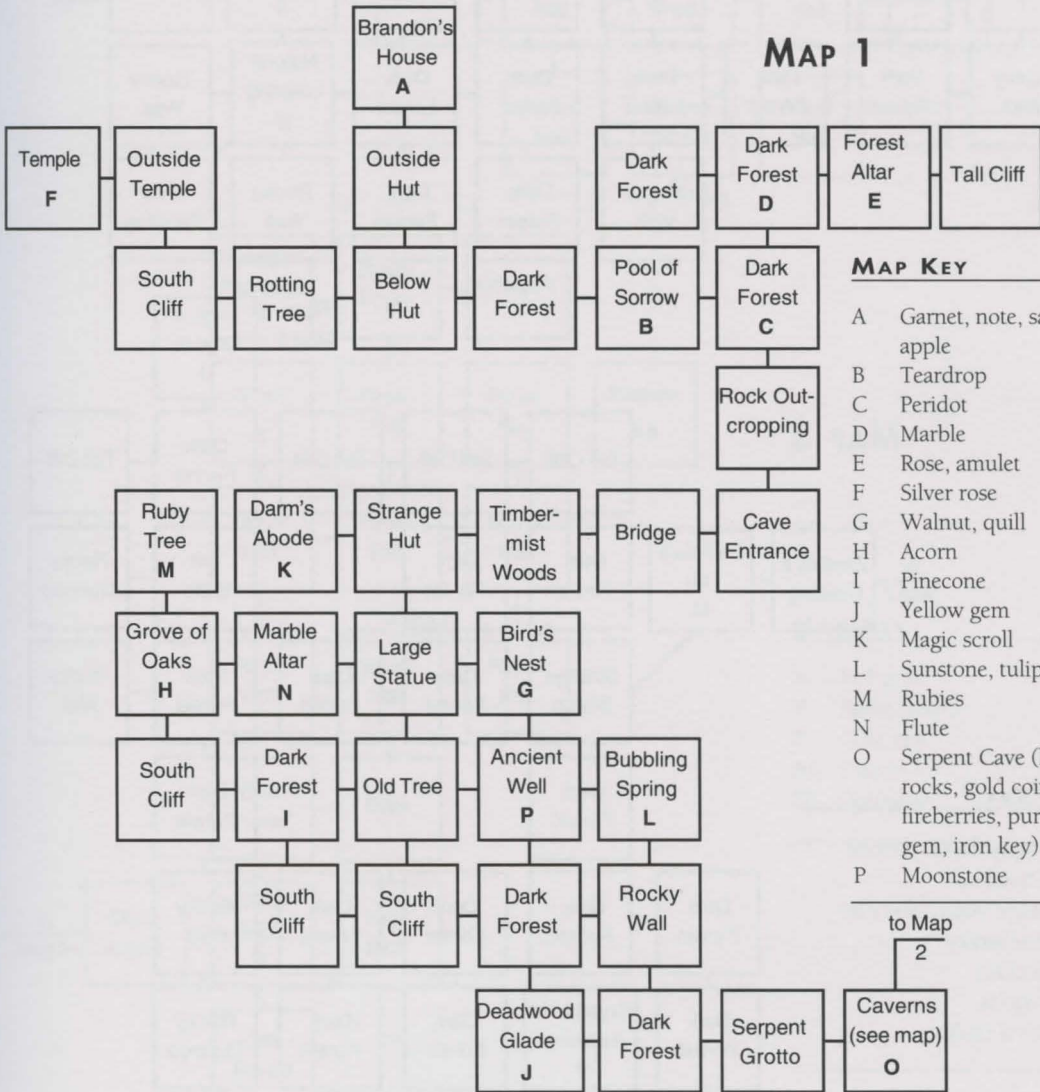 MAP 1
Brandon's
House
A
Temple
F
Outside
Temple
Outside
Hut
Dark
Forest
Dark
Forest
D
Forest
Altar
E
Tall Cliff
South
Cliff
Rotting
Tree
Below
Hut
Dark
Forest
Pool of
Sorrow
B
Dark
Forest
C
Rock Out-
cropping
Ruby
Tree
M
Darm's
Abode
K
Strange
Hut
Timber-
mist
Woods
Bridge
Cave
Entrance
Grove of
Oaks
H
Marble
Altar
N
Large
Statue
Bird's
Nest
G
South
Cliff
Dark
Forest
I
Old Tree
Ancient
Well
P
Bubbling
Spring
L
South
Cliff
South
Cliff
Dark
Forest
Rocky
Wall
Deadwood
Glade
J
Dark
Forest
Serpent
Grotto
Caverns
(see map)
O
to Map
2
MAP KEY
A Garnet, note,
apple
B Teardrop
C Peridot
D Marble
E Rose, amulet
F Silver rose
G Walnut, quill
H Acorn
I Pinecone
J Yellow gem
K Magic scroll
L Sunstone, tulip
M Rubies
N Flute
O Serpent Cave (
rocks, gold
fireberries,
gem, iron key)
P Moonstone